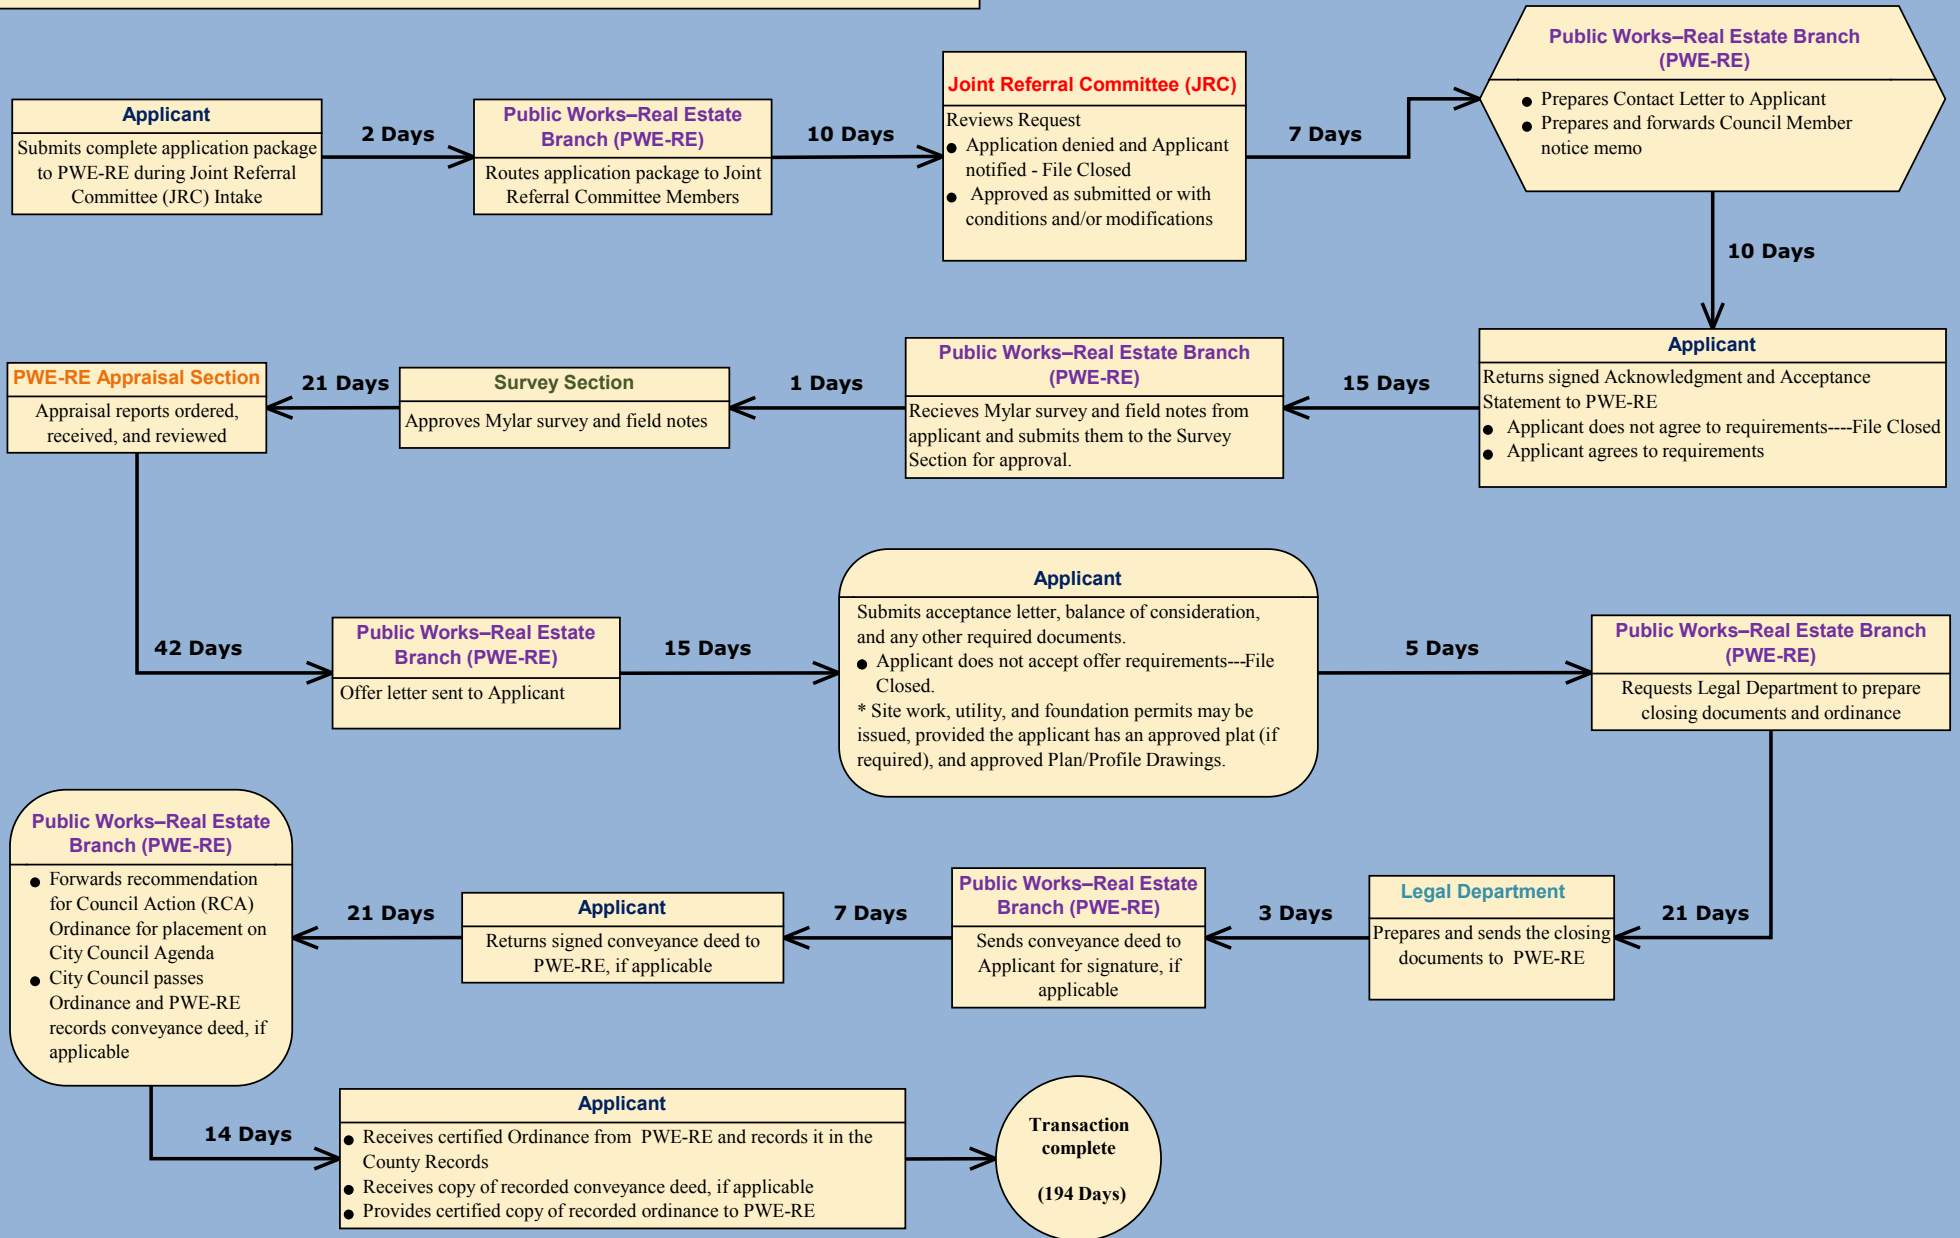 Applicant
Submits complete application package
to PWE-RE during Joint Referral
Committee (JRC) Intake
2 Days
Public Works–Real Estate
Branch (PWE-RE)
Routes application package to Joint
Referral Committee Members
10 Days
Joint Referral Committee (JRC)
Reviews Request
● Application denied and Applicant
notified - File Closed
● Approved as submitted or with
conditions and/or modifications
7 Days
Public Works–Real Estate Branch
(PWE-RE)
● Prepares Contact Letter to Applicant
● Prepares and forwards Council Member
notice memo
10 Days
Applicant
Returns signed Acknowledgment and Acceptance
Statement to PWE-RE
● Applicant does not agree to requirements----File Closed
● Applicant agrees to requirements
15 Days
Public Works–Real Estate Branch
(PWE-RE)
Recieves Mylar survey and field notes from
applicant and submits them to the Survey
Section for approval.
1 Days
Survey Section
Approves Mylar survey and field notes
21 Days
PWE-RE Appraisal Section
Appraisal reports ordered,
received, and reviewed
42 Days
Public Works–Real Estate
Branch (PWE-RE)
Offer letter sent to Applicant
15 Days
Applicant
Submits acceptance letter, balance of consideration,
and any other required documents.
● Applicant does not accept offer requirements---File
Closed.
* Site work, utility, and foundation permits may be
issued, provided the applicant has an approved plat (if
required), and approved Plan/Profile Drawings.
5 Days
Public Works–Real Estate Branch
(PWE-RE)
Requests Legal Department to prepare
closing documents and ordinance
21 Days
Legal Department
Prepares and sends the closing
documents to PWE-RE
3 Days
Public Works–Real Estate
Branch (PWE-RE)
Sends conveyance deed to
Applicant for signature, if
applicable
7 Days
Applicant
Returns signed conveyance deed to
PWE-RE, if applicable
21 Days
Public Works–Real Estate
Branch (PWE-RE)
● Forwards recommendation
for Council Action (RCA)
Ordinance for placement on
City Council Agenda
● City Council passes
Ordinance and PWE-RE
records conveyance deed, if
applicable
14 Days
Applicant
● Receives certified Ordinance from PWE-RE and records it in the
County Records
● Receives copy of recorded conveyance deed, if applicable
● Provides certified copy of recorded ordinance to PWE-RE
Transaction
complete
(194 Days)